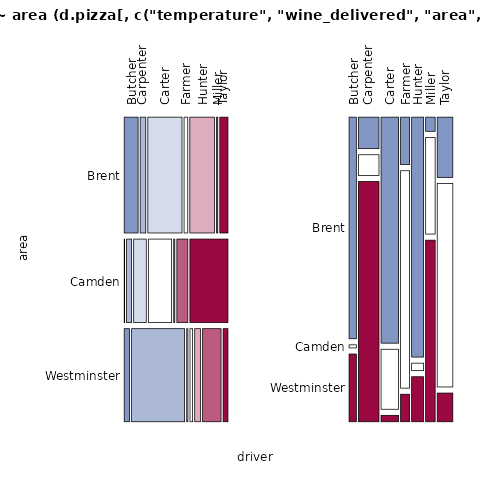 ~ area (d.pizza[, c("temperature", "wine_delivered", "area",
Butcher Carpenter Carter Farmer Hunter Miller Taylor
Butcher Carpenter Carter Farmer Hunter Miller Taylor
Brent
Camden
Westminster
Brent
Camden
Westminster
area
driver